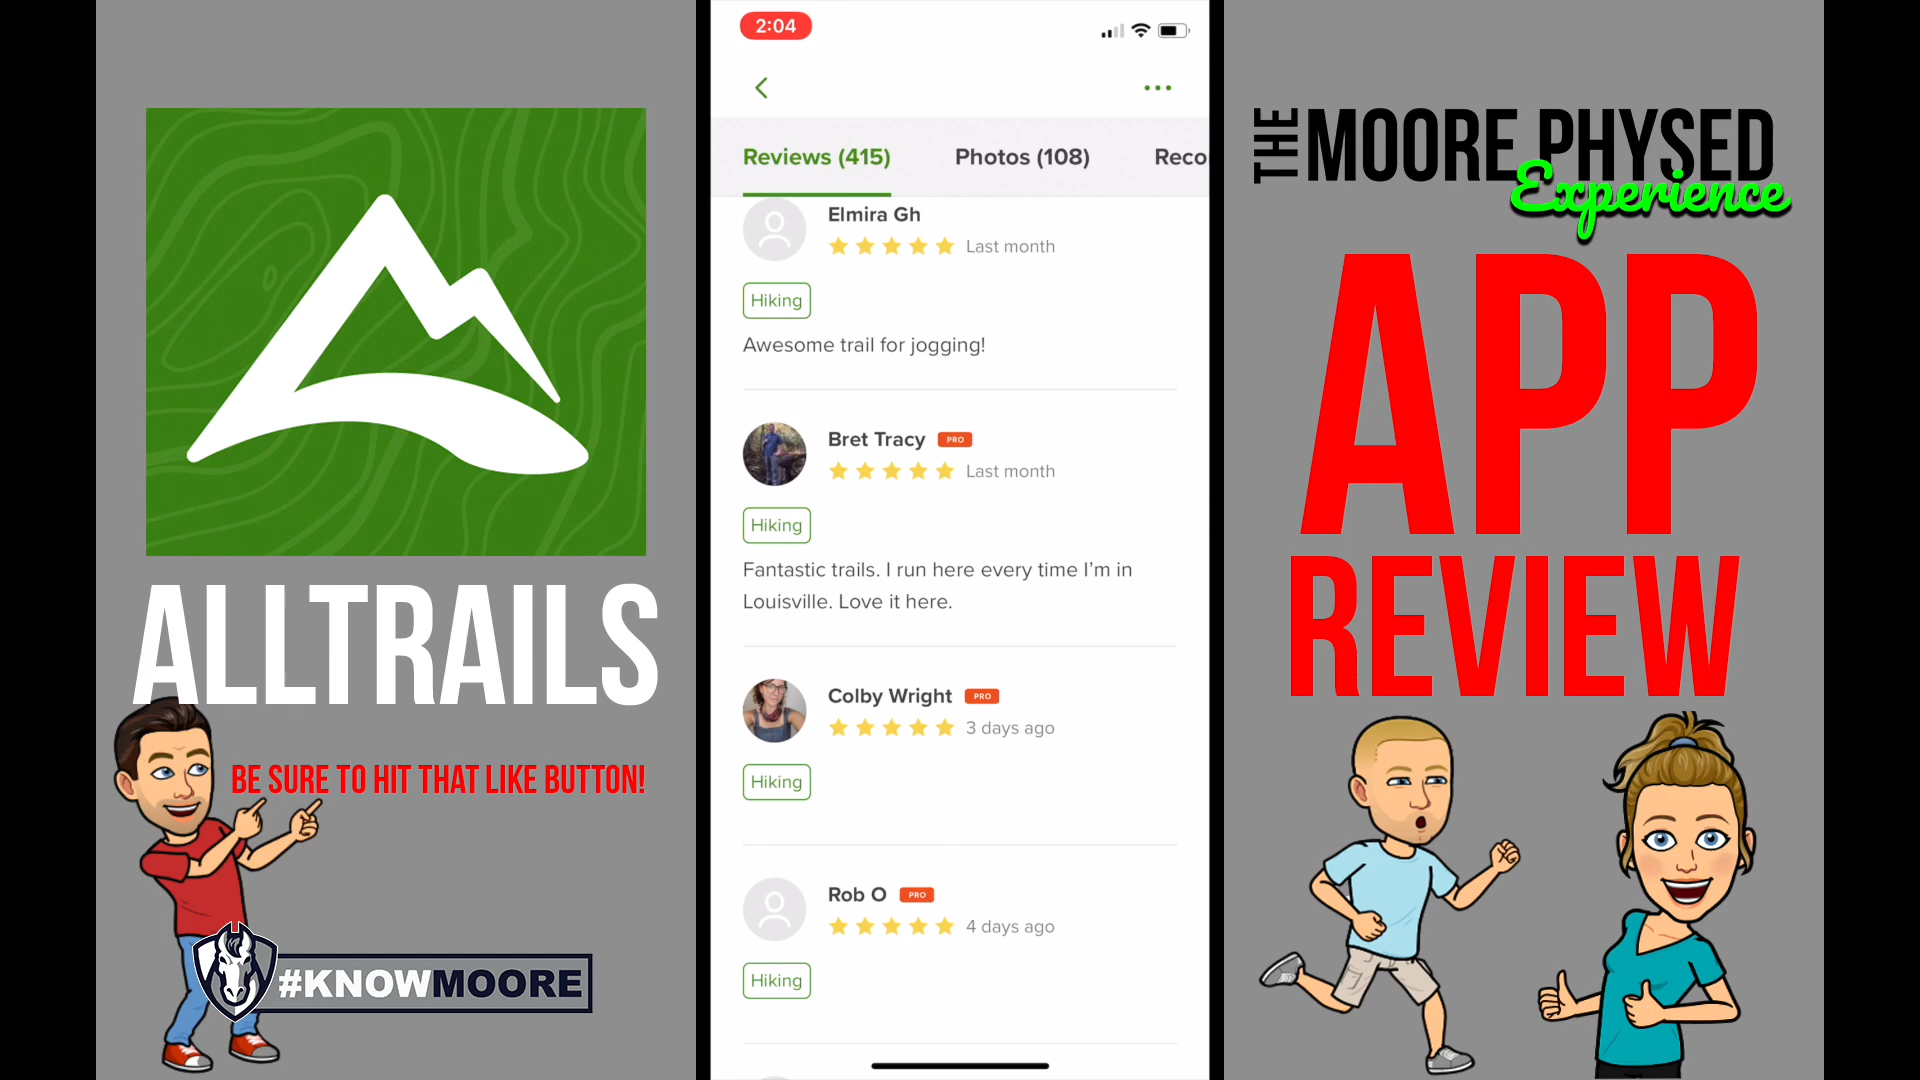 ALLTRAILS
BE SURE TO HIT THAT LIKE BUTTON!
#KNOWMOORE
2:04
Reviews (415)
Photos (108)
Reco
Elmira Gh
Last month
Hiking
Awesome trail for jogging!
Bret Tracy PRO
Last month
Hiking
Fantastic trails. I run here every time I'm in
Louisville. Love it here.
Colby Wright PRO
3 days ago
Hiking
Rob O PRO
4 days ago
Hiking
THE MOORE PHYSED
Experience
APP
REVIEW